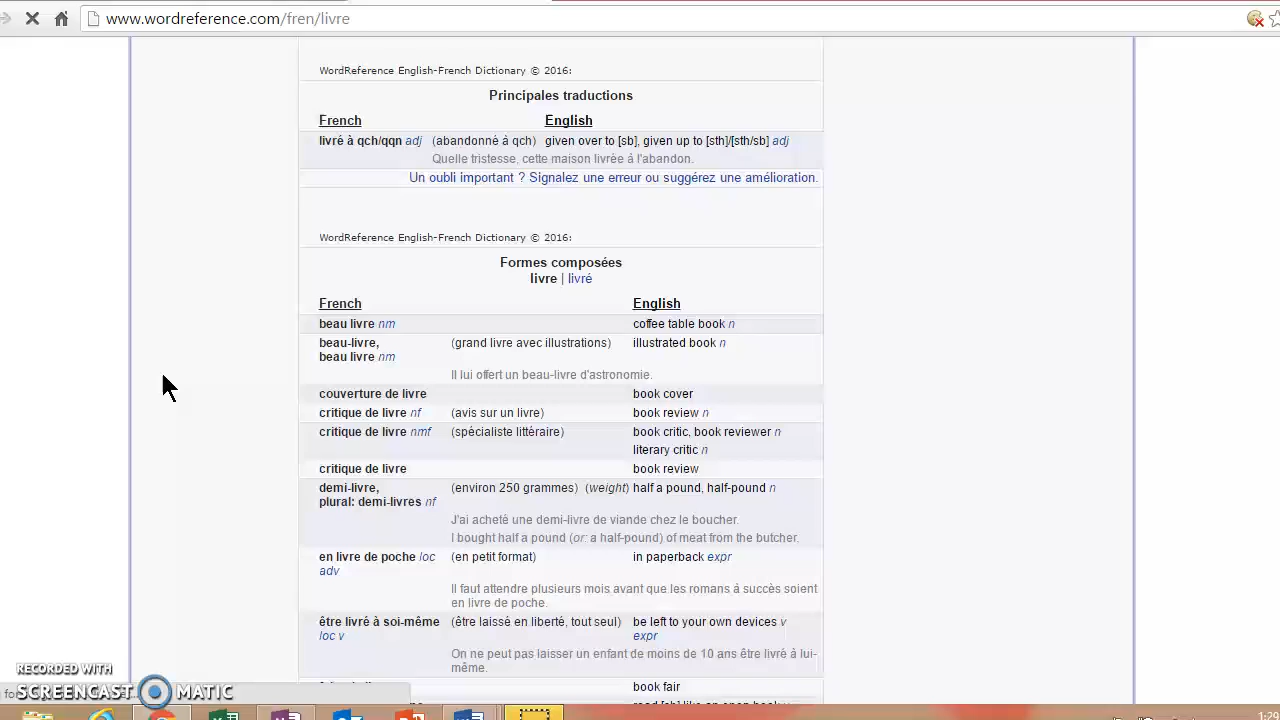 www.wordreference.com/fren/livre
WordReference English-French Dictionary © 2016:
Principales traductions
French English
livré à qch/qqn adj (abandonné à qch) given over to [sb], given up to [sth]/[sth/sb] adj
Quelle tristesse, cette maison livrée à l'abandon.
Un oubli important ? Signalez une erreur ou suggérez une amélioration.
WordReference English-French Dictionary © 2016:
Formes composées
livre | livré
French English
beau livre nm coffee table book n
beau-livre, (grand livre avec illustrations) illustrated book n
beau livre nm
Il lui offert un beau-livre d'astronomie.
couverture de livre book cover
critique de livre nf (avis sur un livre) book review n
critique de livre nmf (spécialiste littéraire) book critic, book reviewer n
literary critic n
critique de livre book review
demi-livre, (environ 250 grammes) (weight) half a pound, half-pound n
plural: demi-livres nf
J'ai acheté une demi-livre de viande chez le boucher.
I bought half a pound (or: a half-pound) of meat from the butcher.
en livre de poche loc (en petit format) in paperback expr
adv
Il faut attendre plusieurs mois avant que les romans à succès soient
en livre de poche.
être livré à soi-même (être laissé en liberté, tout seul) be left to your own devices v
loc v expr
On ne peut pas laisser un enfant de moins de 10 ans être livré à lui-
même.
book fair
RECORDED WITH
SCREENCAST MATIC